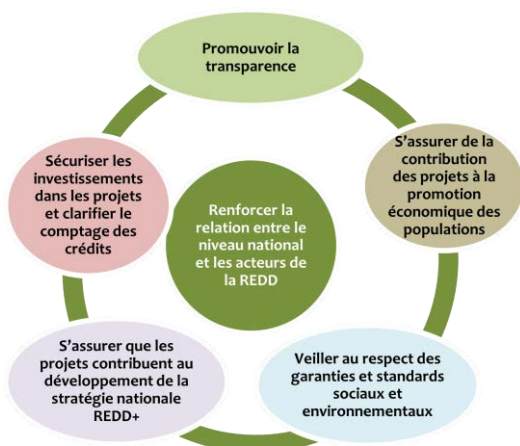 Promouvoir la
transparence
S'assurer de la
contribution
des projets à la
promotion
économique des
populations
Veiller au respect des
garanties et standards
sociaux et
environnementaux
S'assurer que les
projets contribuent au
développement de la
stratégie nationale
REDD+
Sécuriser les
investissements
dans les projets
et clarifier le
comptage des
crédits
Renforcer la
relation entre le
niveau national
et les acteurs de
la REDD